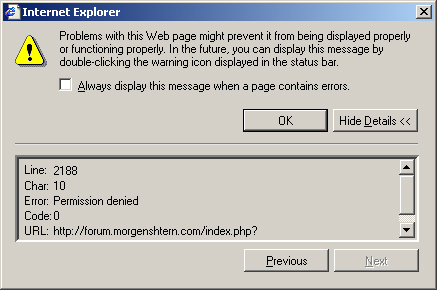 Internet Explorer
Problems with this Web page might prevent it from being displayed properly
or functioning properly. In the future, you can display this message by
double-clicking the warning icon displayed in the status bar.
Always display this message when a page contains errors.
OK
Hide Details <<
Line: 2188
Char: 10
Error: Permission denied
Code: 0
URL: http://forum.morgenshtern.com/index.php?
Previous
Next